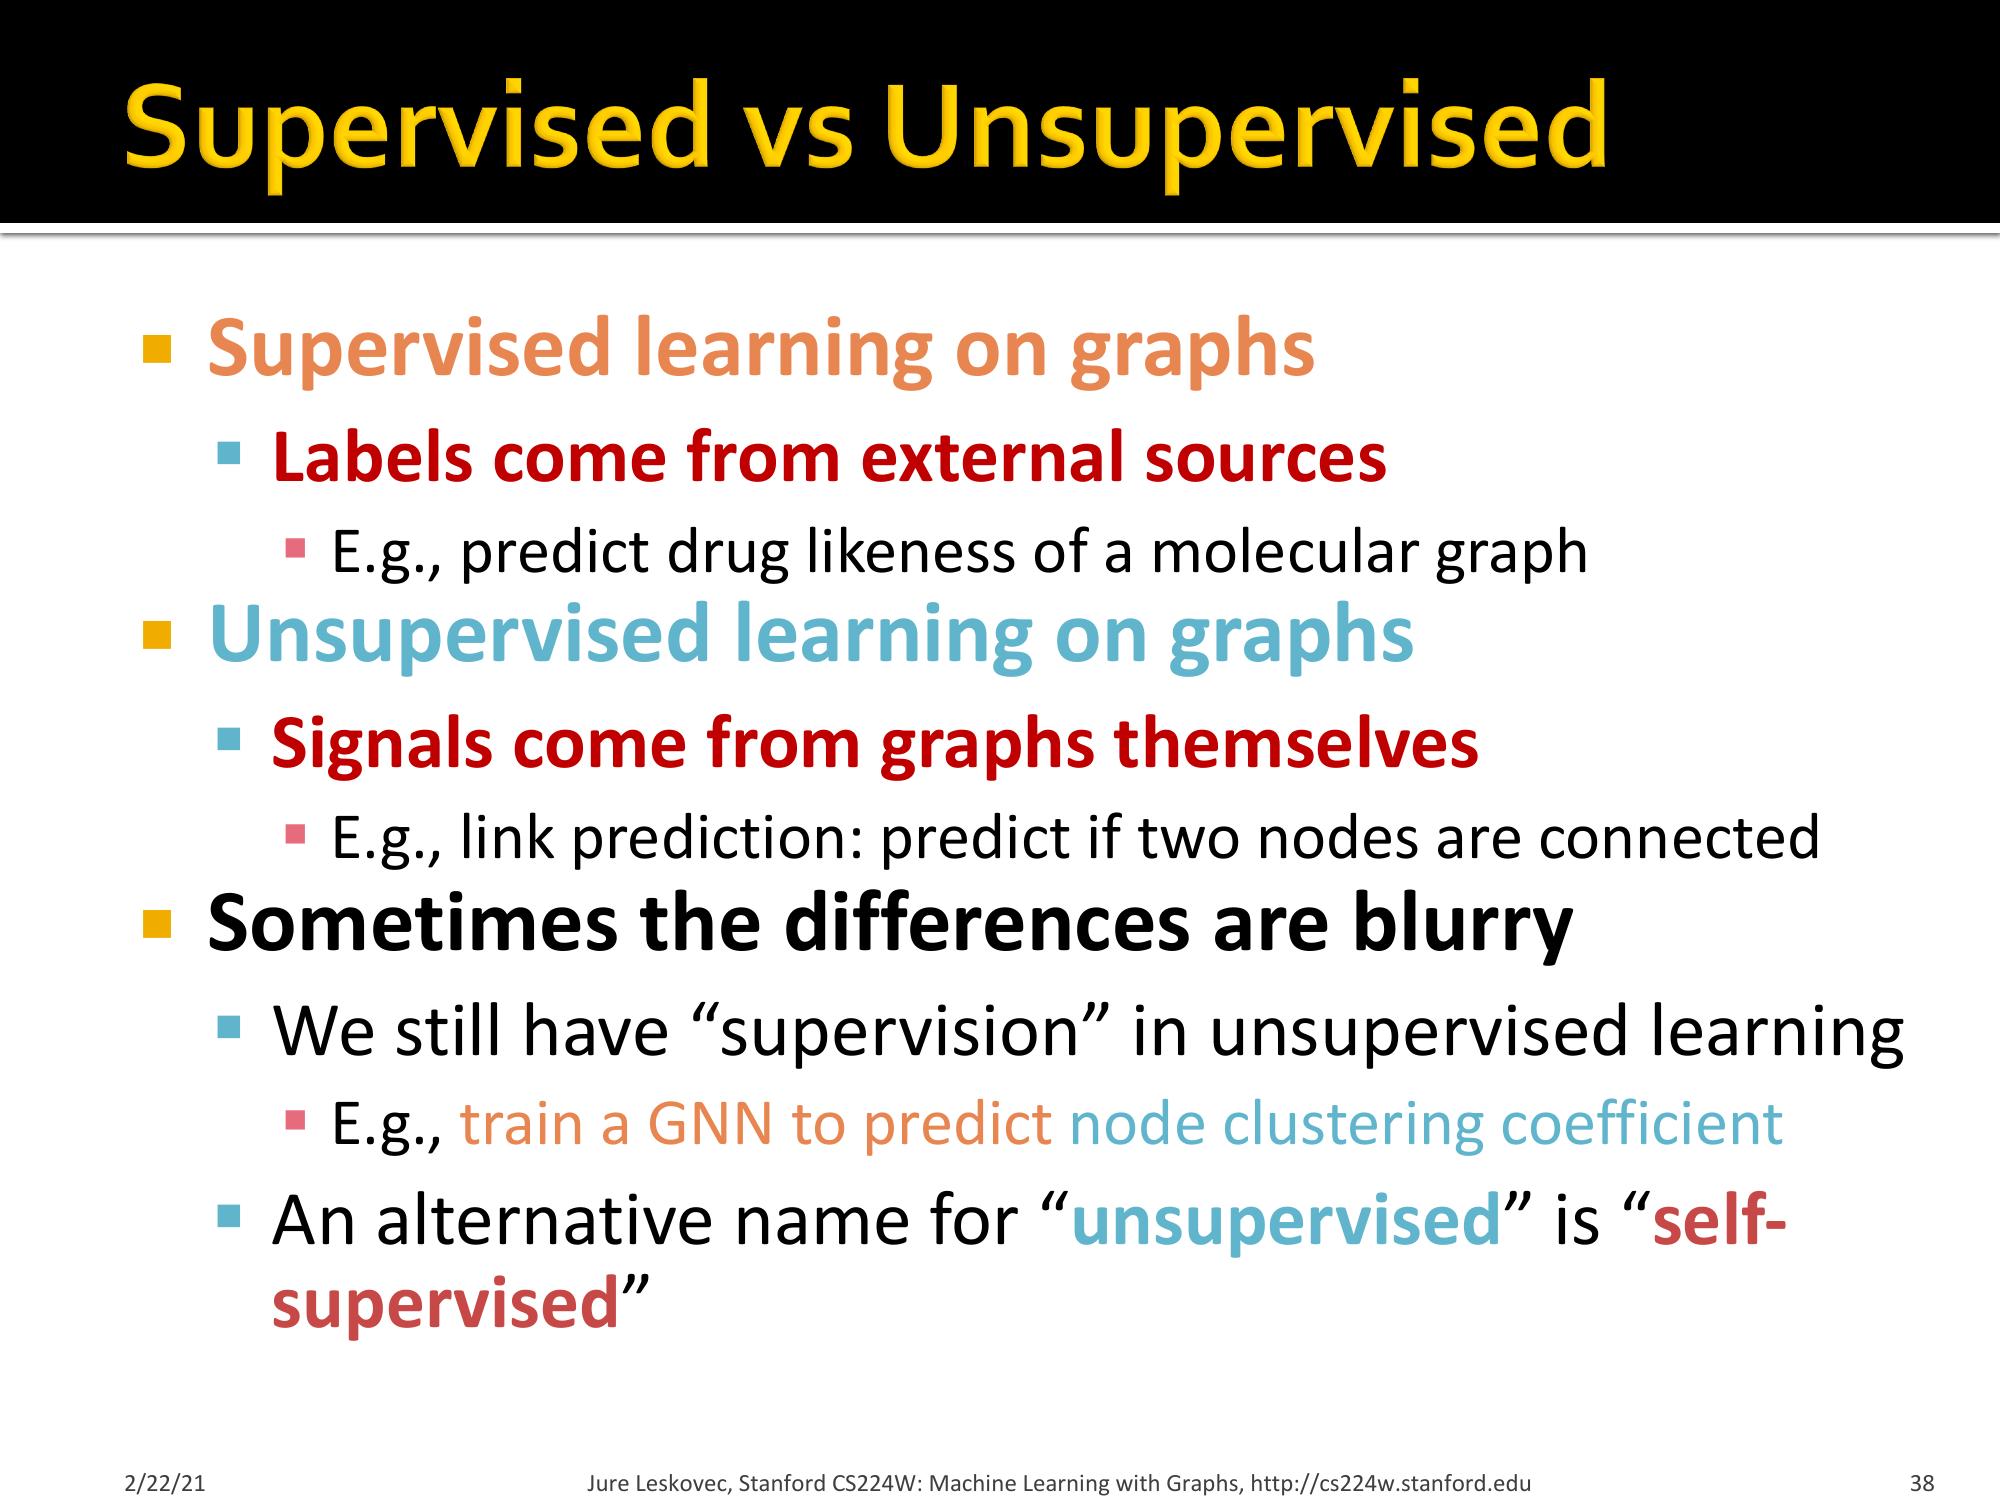 Supervised vs Unsupervised
Supervised learning on graphs
Labels come from external sources
E.g., predict drug likeness of a molecular graph
Unsupervised learning on graphs
Signals come from graphs themselves
E.g., link prediction: predict if two nodes are connected
Sometimes the differences are blurry
We still have “supervision” in unsupervised learning
E.g., train a GNN to predict node clustering coefficient
An alternative name for “unsupervised” is “self-
supervised”
2/22/21
Jure Leskovec, Stanford CS224W: Machine Learning with Graphs, http://cs224w.stanford.edu
38